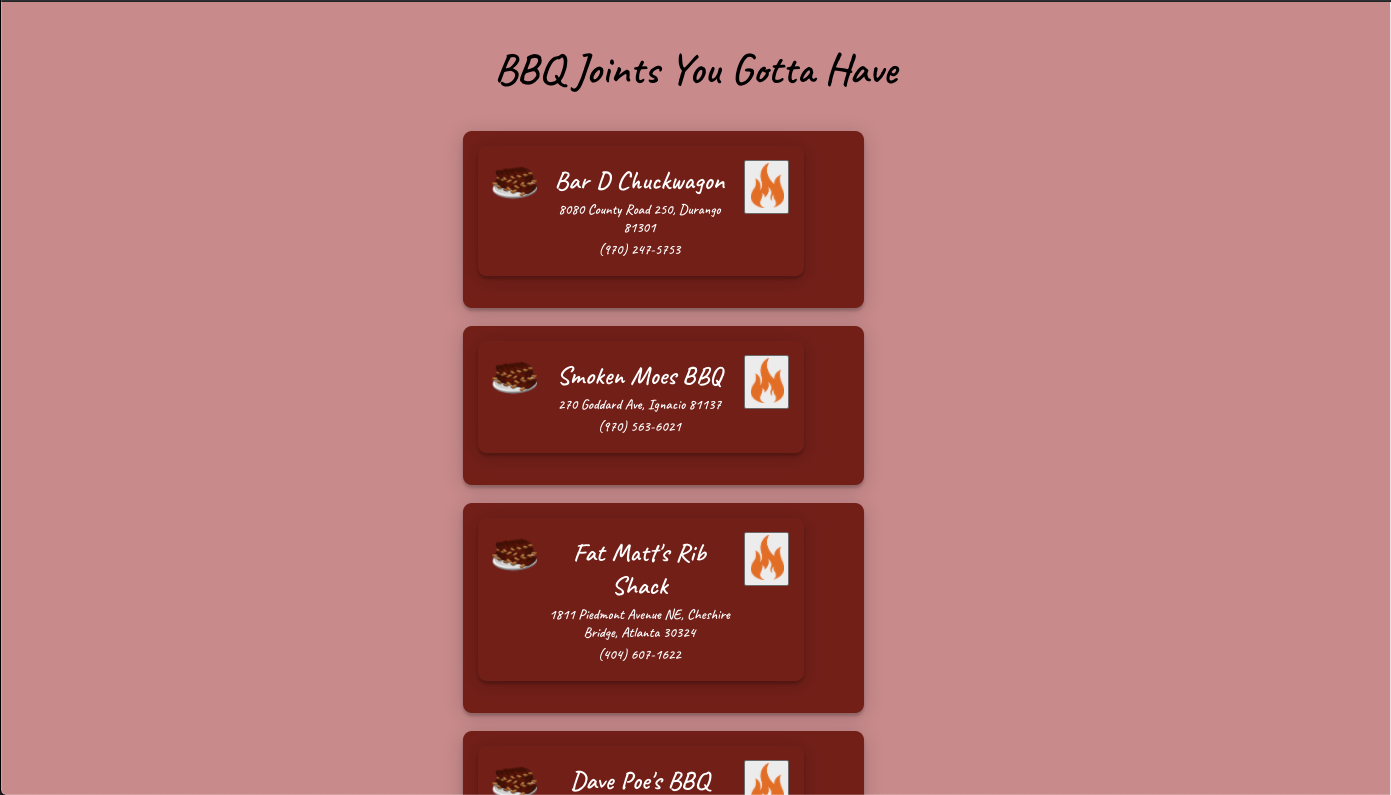 BBQ Joints You Gotta Have
Bar D Chuckwagon
8080 County Road 250, Durango
81301
(970) 247-5753
Smoken Moes BBQ
270 Goddard Ave, Ignacio 81137
(970) 563-6021
Fat Matt's Rib
Shack
1811 Piedmont Avenue NE, Cheshire
Bridge, Atlanta 30324
(404) 607-1622
Dave Poe's BBQ